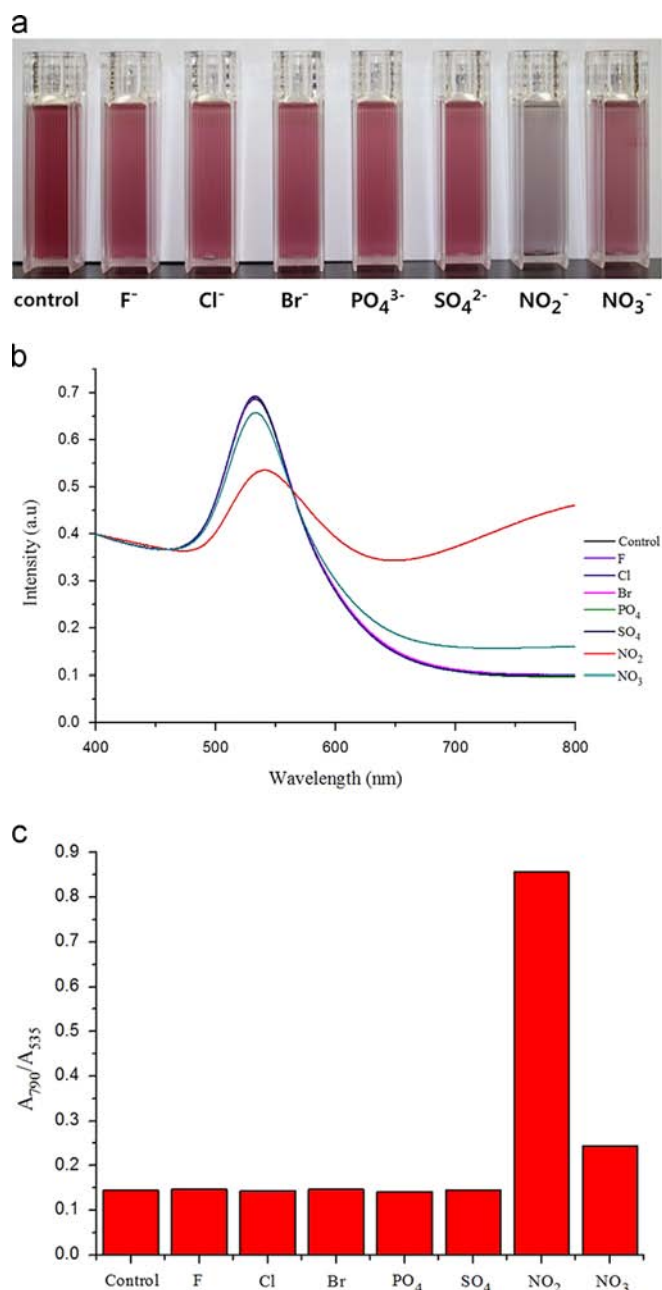 a
control F⁻ Cl⁻ Br⁻ PO₄³⁻ SO₄²⁻ NO₂⁻ NO₃⁻
b
0.7
0.6
0.5
0.4
0.3
0.2
0.1
0.0
Intensity (a.u)
400 500 600 700 800
Wavelength (nm)
Control
F
Cl
Br
PO₄
SO₄
NO₂
NO₃
c
0.9
0.8
0.7
0.6
0.5
0.4
0.3
0.2
0.1
0.0
A₇₉₀/A₅₃₅
Control F Cl Br PO₄ SO₄ NO₂ NO₃